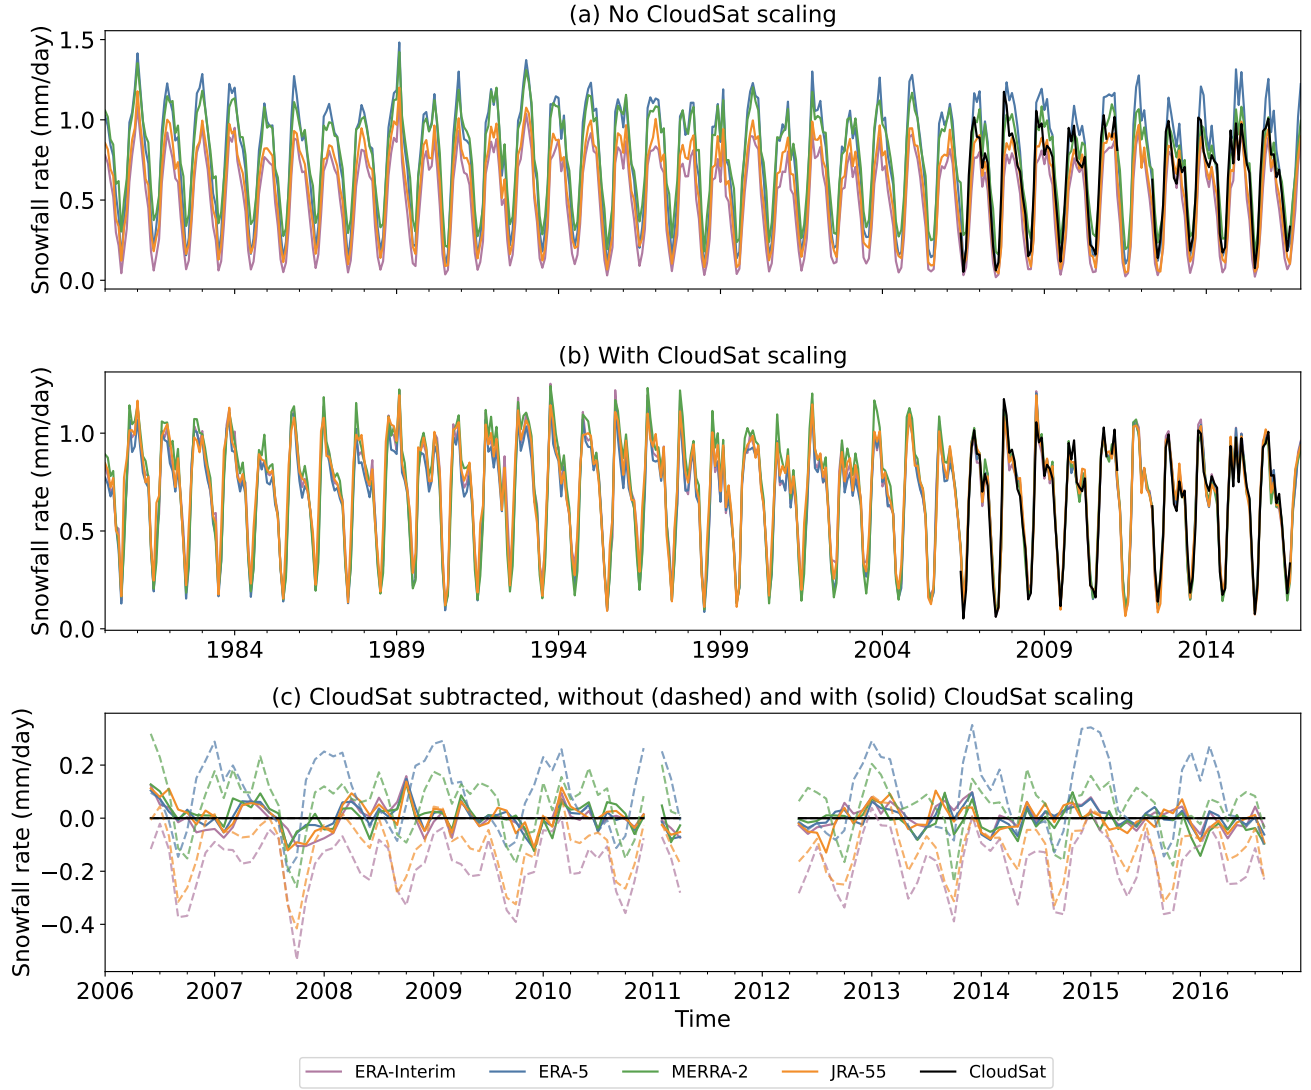 (a) No CloudSat scaling
Snowfall rate (mm/day)
1.5
1.0
0.5
0.0
(b) With CloudSat scaling
Snowfall rate (mm/day)
1.0
0.5
0.0
1984 1989 1994 1999 2004 2009 2014
(c) CloudSat subtracted, without (dashed) and with (solid) CloudSat scaling
Snowfall rate (mm/day)
0.2
0.0
−0.2
−0.4
2006 2007 2008 2009 2010 2011 2012 2013 2014 2015 2016
Time
ERA-Interim ERA-5 MERRA-2 JRA-55 CloudSat